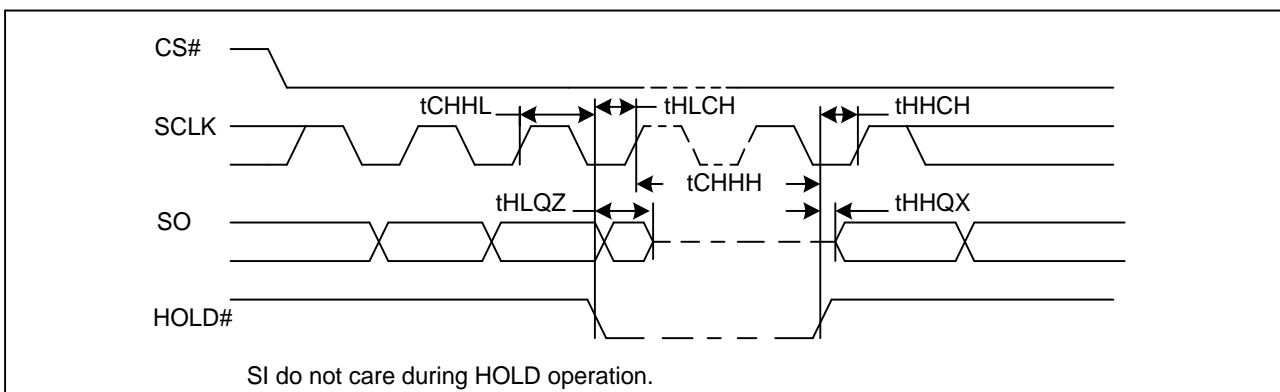 CS#
tCHHL
tHLCH
tHHCH
SCLK
tCHHH
tHLQZ
tHHQX
SO
HOLD#
SI do not care during HOLD operation.